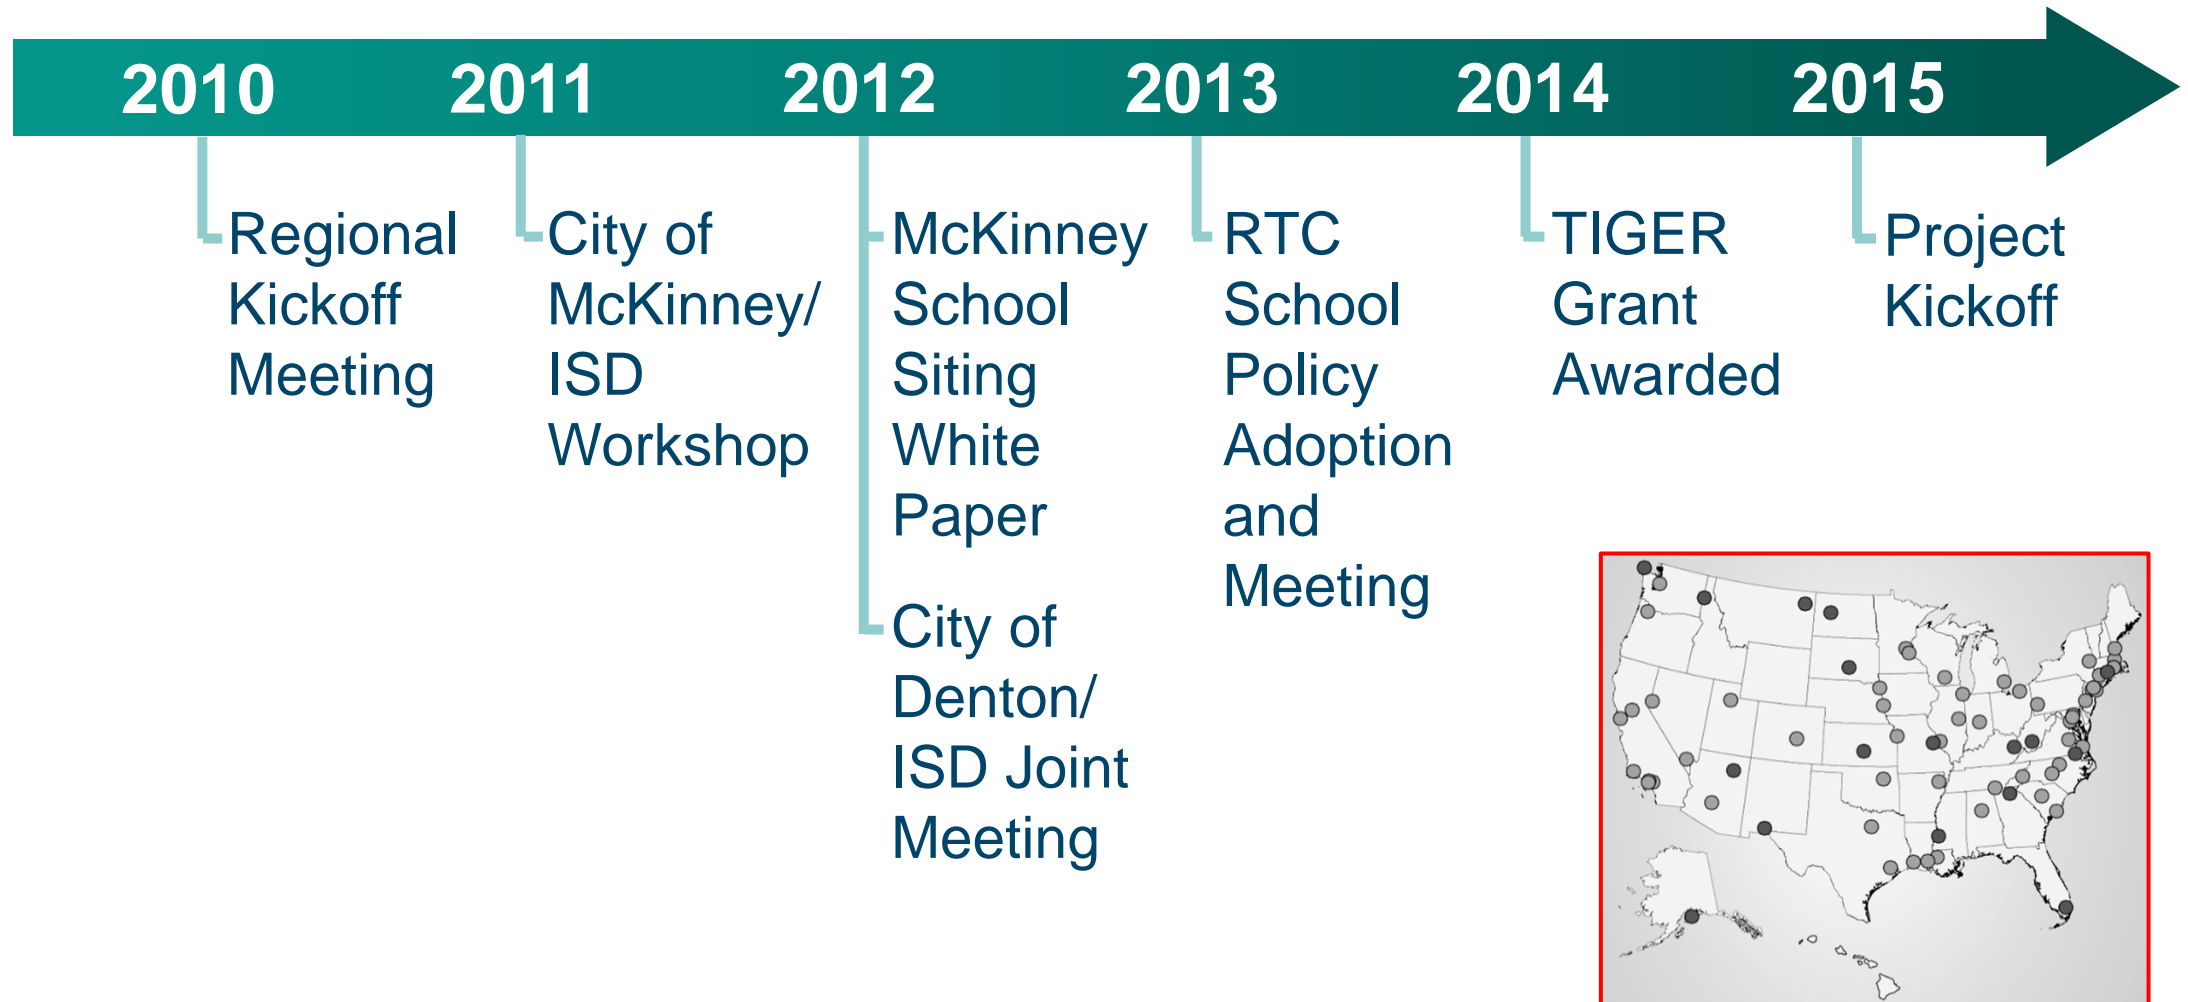 2010 2011 2012 2013 2014 2015
Regional
Kickoff
Meeting
City of
McKinney/
ISD
Workshop
McKinney
School
Siting
White
Paper
City of
Denton/
ISD Joint
Meeting
RTC
School
Policy
Adoption
and
Meeting
TIGER
Grant
Awarded
Project
Kickoff